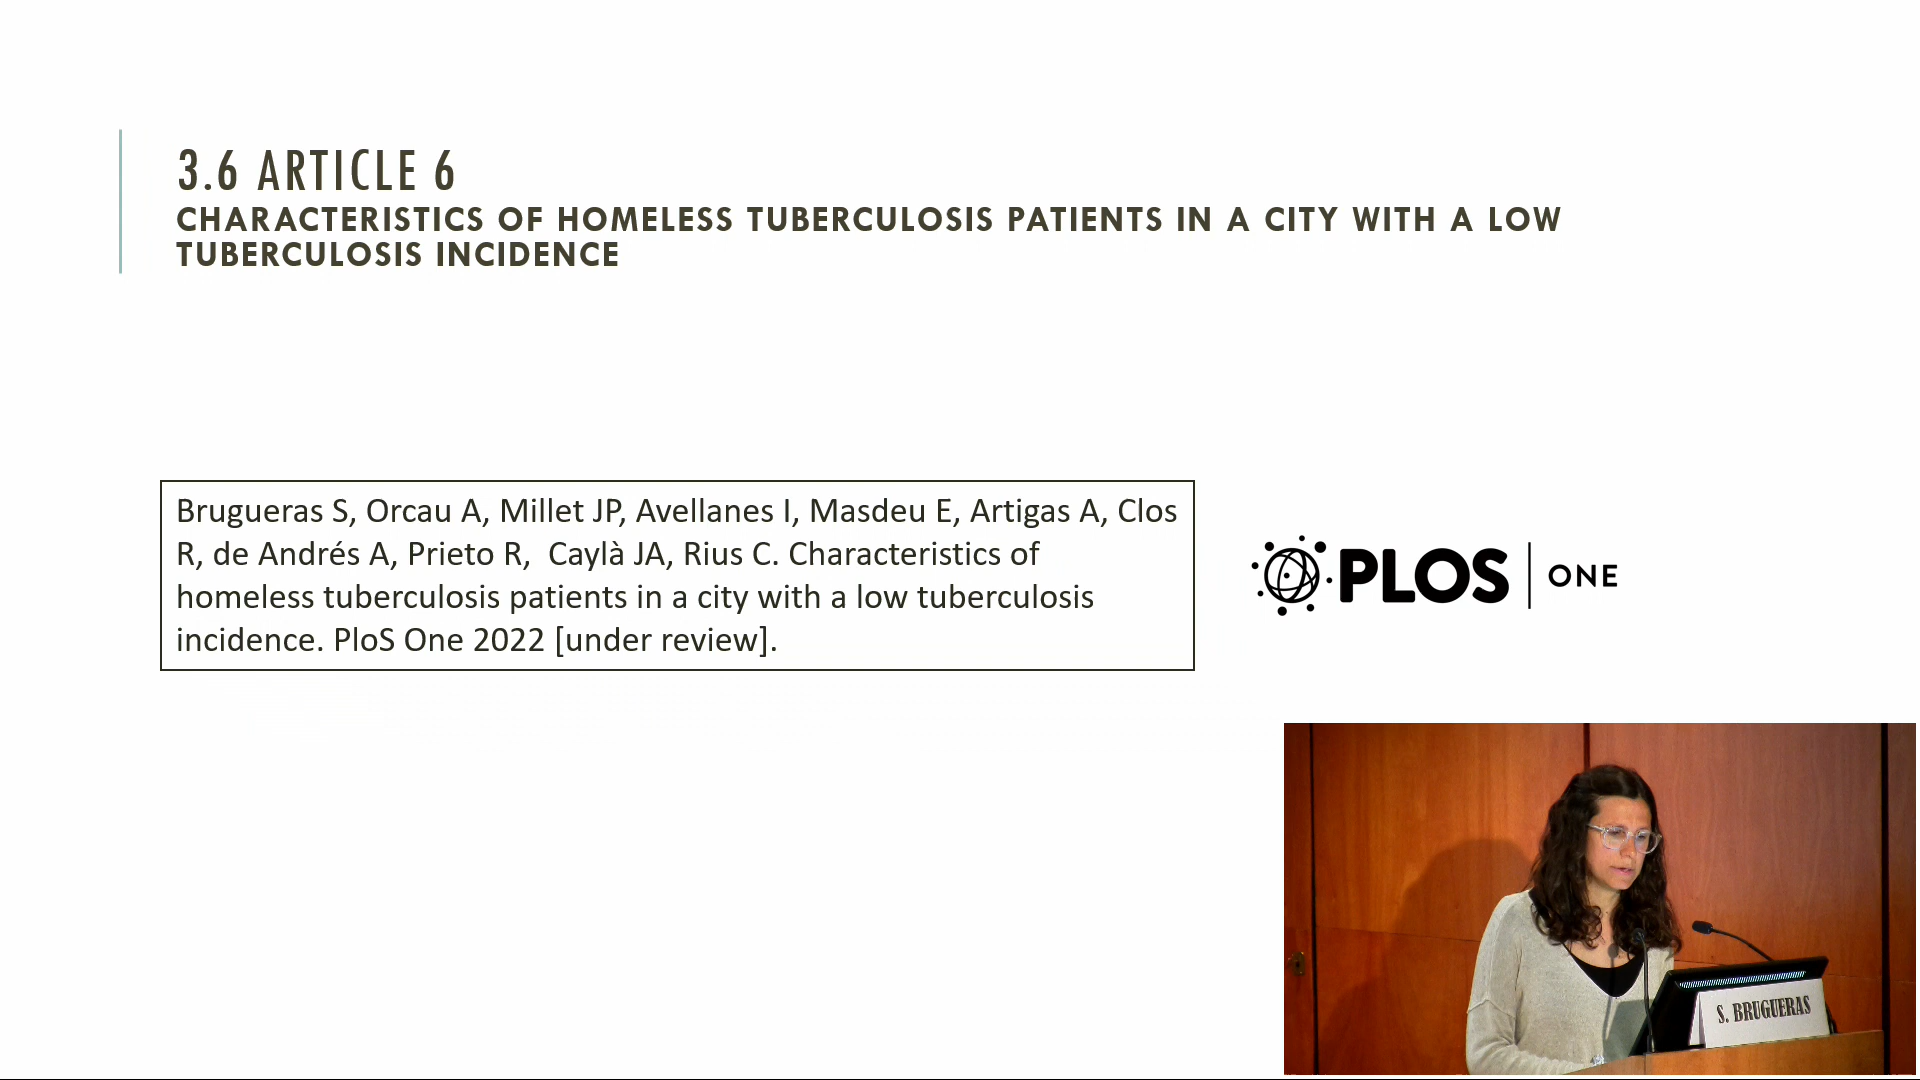 3.6 ARTICLE 6
CHARACTERISTICS OF HOMELESS TUBERCULOSIS PATIENTS IN A CITY WITH A LOW
TUBERCULOSIS INCIDENCE
Brugueras S, Orcau A, Millet JP, Avellanes I, Masdeu E, Artigas A, Clos
R, de Andrés A, Prieto R,  Caylà JA, Rius C. Characteristics of
homeless tuberculosis patients in a city with a low tuberculosis
incidence. PloS One 2022 [under review].
PLOS | ONE
S. BRUGUERAS